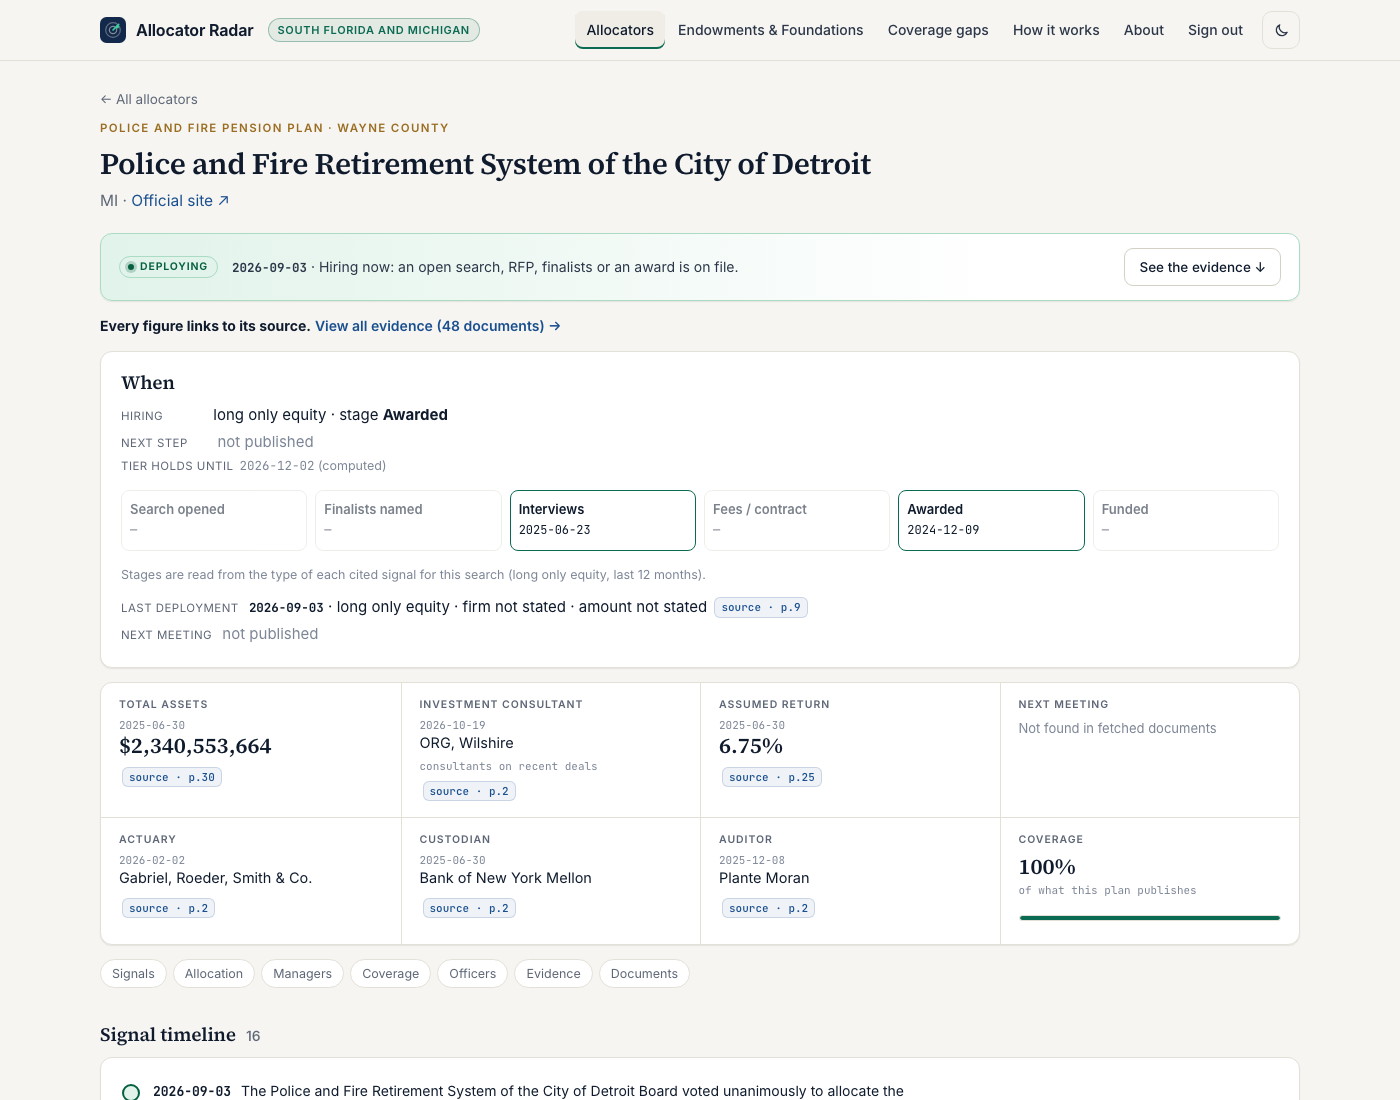 Allocator Radar
SOUTH FLORIDA AND MICHIGAN
Allocators
Endowments & Foundations
Coverage gaps
How it works
About
Sign out
← All allocators
POLICE AND FIRE PENSION PLAN · WAYNE COUNTY
Police and Fire Retirement System of the City of Detroit
MI · Official site ↗
DEPLOYING
2026-09-03 · Hiring now: an open search, RFP, finalists or an award is on file.
See the evidence ↓
Every figure links to its source. View all evidence (48 documents) →
When
HIRING long only equity · stage Awarded
NEXT STEP not published
TIER HOLDS UNTIL 2026-12-02 (computed)
Search opened
–
Finalists named
–
Interviews
2025-06-23
Fees / contract
–
Awarded
2024-12-09
Funded
–
Stages are read from the type of each cited signal for this search (long only equity, last 12 months).
LAST DEPLOYMENT 2026-09-03 · long only equity · firm not stated · amount not stated source · p.9
NEXT MEETING not published
TOTAL ASSETS
2025-06-30
$2,340,553,664
source · p.30
INVESTMENT CONSULTANT
2026-10-19
ORG, Wilshire
consultants on recent deals
source · p.2
ASSUMED RETURN
2025-06-30
6.75%
source · p.25
NEXT MEETING
Not found in fetched documents
ACTUARY
2026-02-02
Gabriel, Roeder, Smith & Co.
source · p.2
CUSTODIAN
2025-06-30
Bank of New York Mellon
source · p.2
AUDITOR
2025-12-08
Plante Moran
source · p.2
COVERAGE
100%
of what this plan publishes
Signals
Allocation
Managers
Coverage
Officers
Evidence
Documents
Signal timeline 16
2026-09-03 The Police and Fire Retirement System of the City of Detroit Board voted unanimously to allocate the